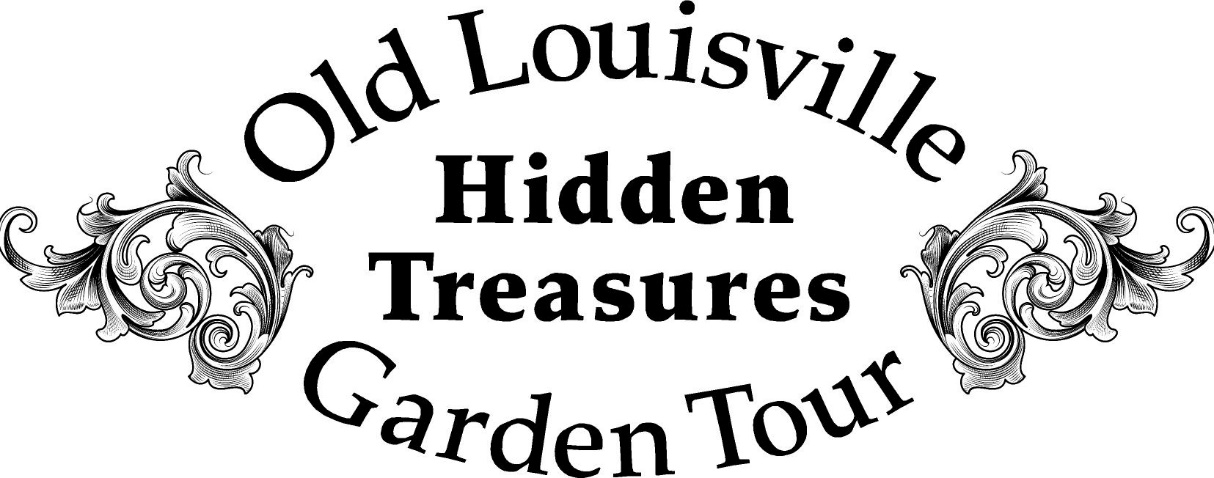 Old Louisville
Hidden
Treasures
Garden Tour